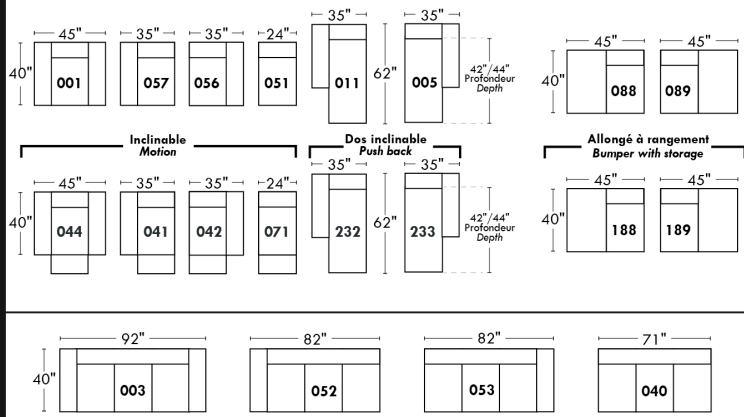 45" 35" 35" 24" 35" 35" 45" 45"
40" 001 057 056 051 011 62" 005 42"/44" Profondeur Depth 40" 088 089
Inclinable
Motion
Dos inclinable
Push back
Allongé à rangement
Bumper with storage
45" 35" 35" 24" 35" 35" 45" 45"
40" 044 041 042 071 232 62" 233 42"/44" Profondeur Depth 40" 188 189
92" 82" 82" 71"
40" 003 052 053 040